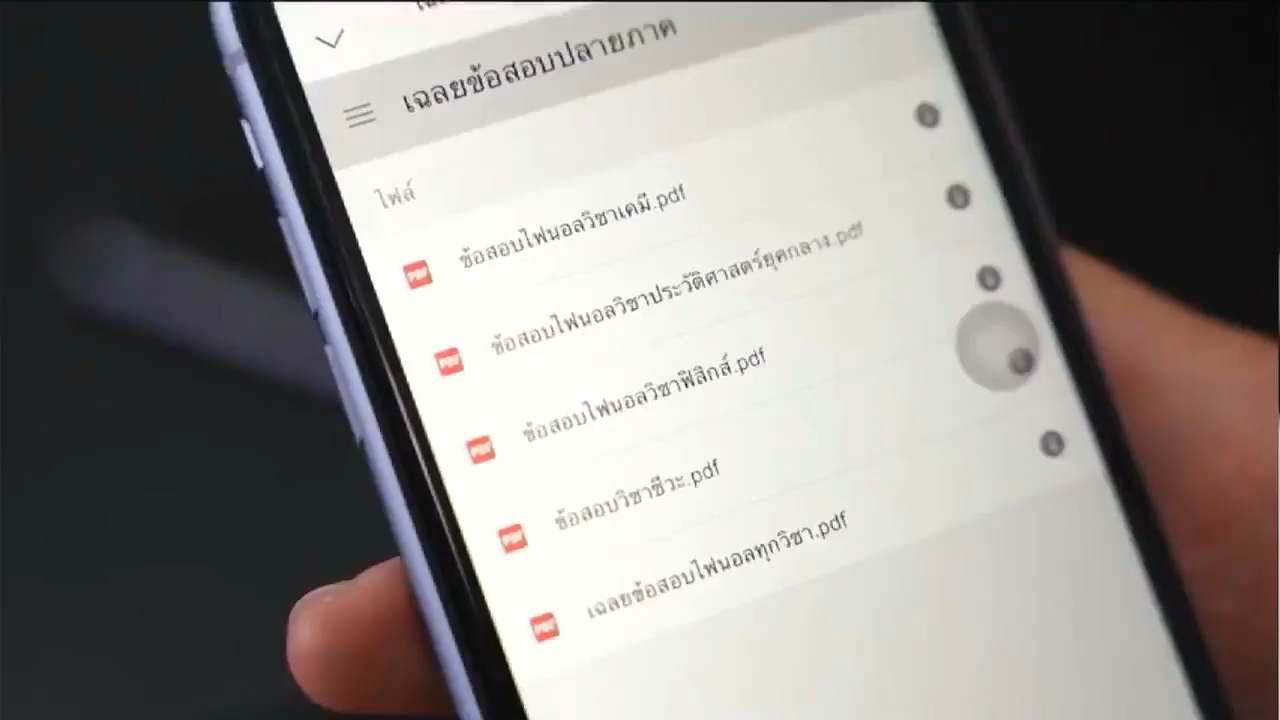 เฉลยข้อสอบปลายภาค
ไฟล์
PDF ข้อสอบไฟนอลวิชาเคมี.pdf
PDF ข้อสอบไฟนอลวิชาประวัติศาสตร์ยุคกลาง.pdf
PDF ข้อสอบไฟนอลวิชาฟิสิกส์.pdf
PDF ข้อสอบวิชาชีวะ.pdf
PDF เฉลยข้อสอบไฟนอลทุกวิชา.pdf